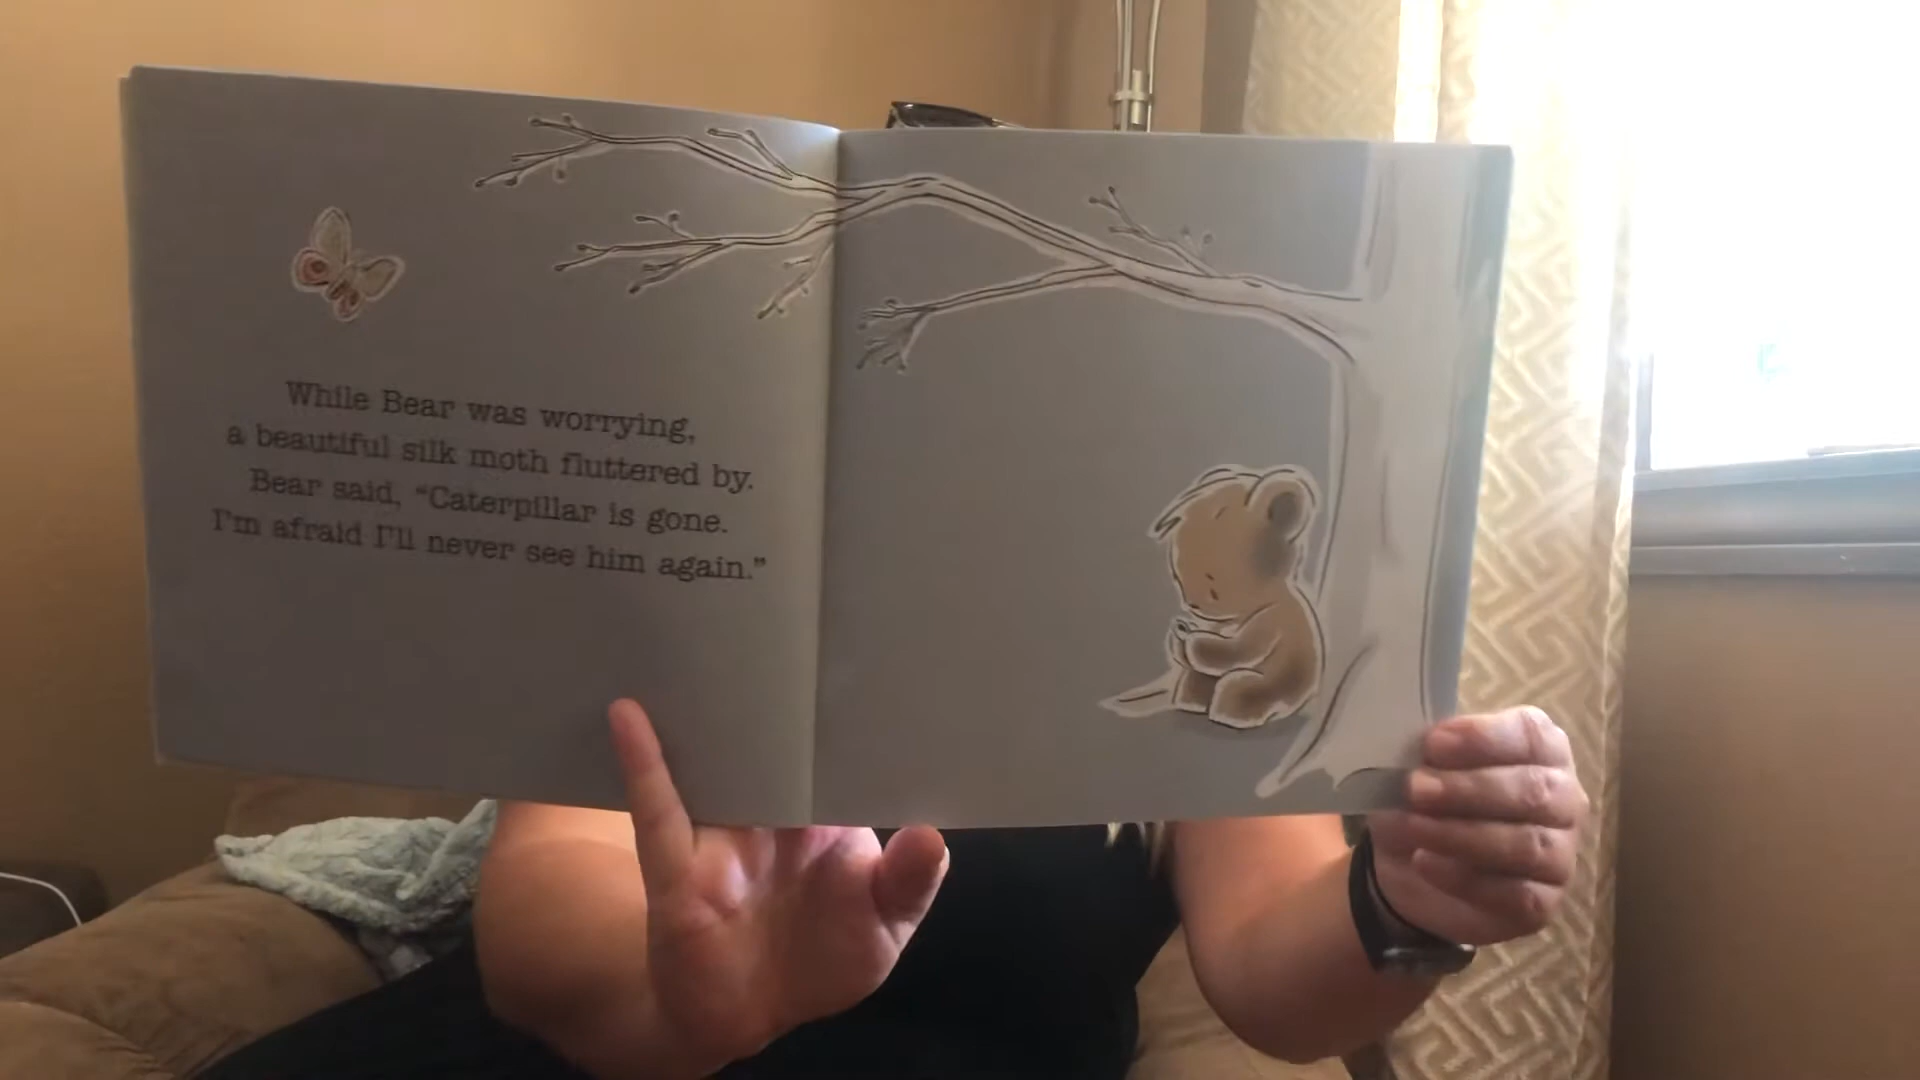 While Bear was worrying,
a beautiful silk moth fluttered by.
Bear said, “Caterpillar is gone.
I’m afraid I’ll never see him again.”